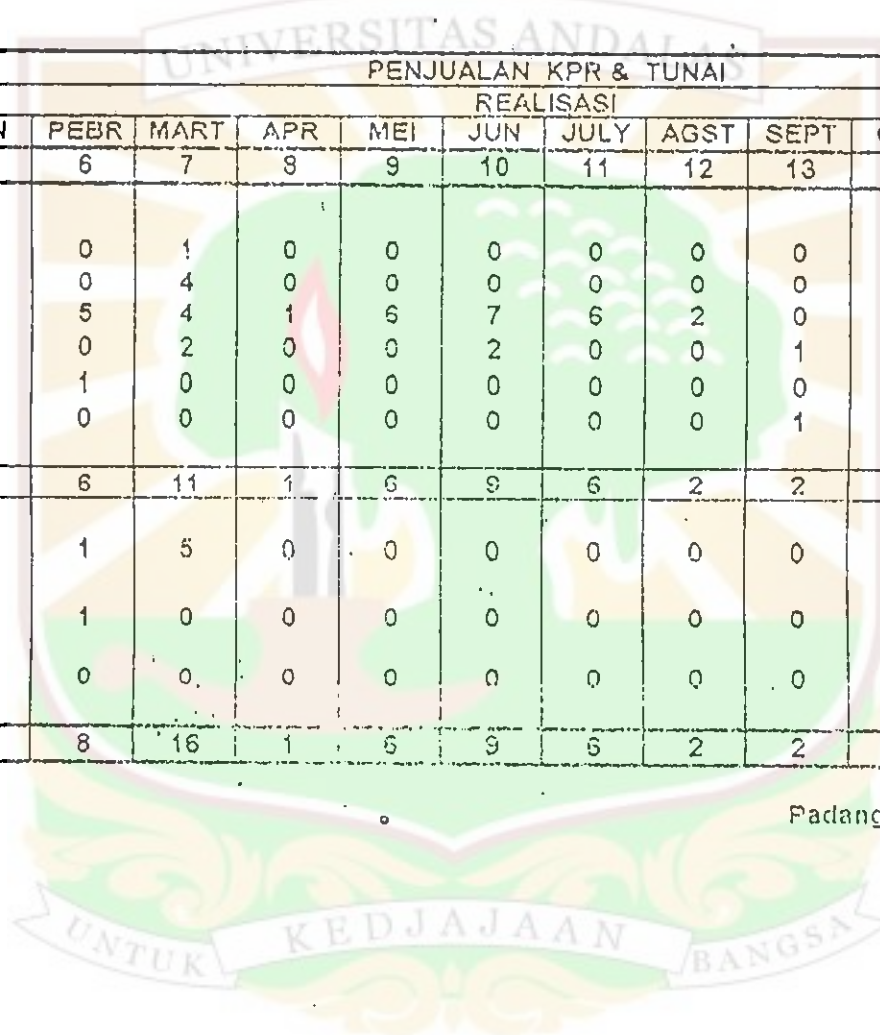 UNIVERSITAS ANDALAS
PENJUALAN KPR & TUNAI
REALISASI
PEBR MART APR MEI JUN JULY AGST SEPT
6 7 8 9 10 11 12 13
0 1 0 0 0 0 0 0
0 4 0 0 0 0 0 0
5 4 1 6 7 6 2 0
0 2 0 0 2 0 0 1
1 0 0 0 0 0 0 0
0 0 0 0 0 0 0 1
6 11 1 6 9 6 2 2
1 5 0 0 0 0 0 0
1 0 0 0 0 0 0 0
0 0 0 0 0 0 0 0
8 16 1 6 9 6 2 2
Padang
UNTUK KEDJAJAAN BANGSA